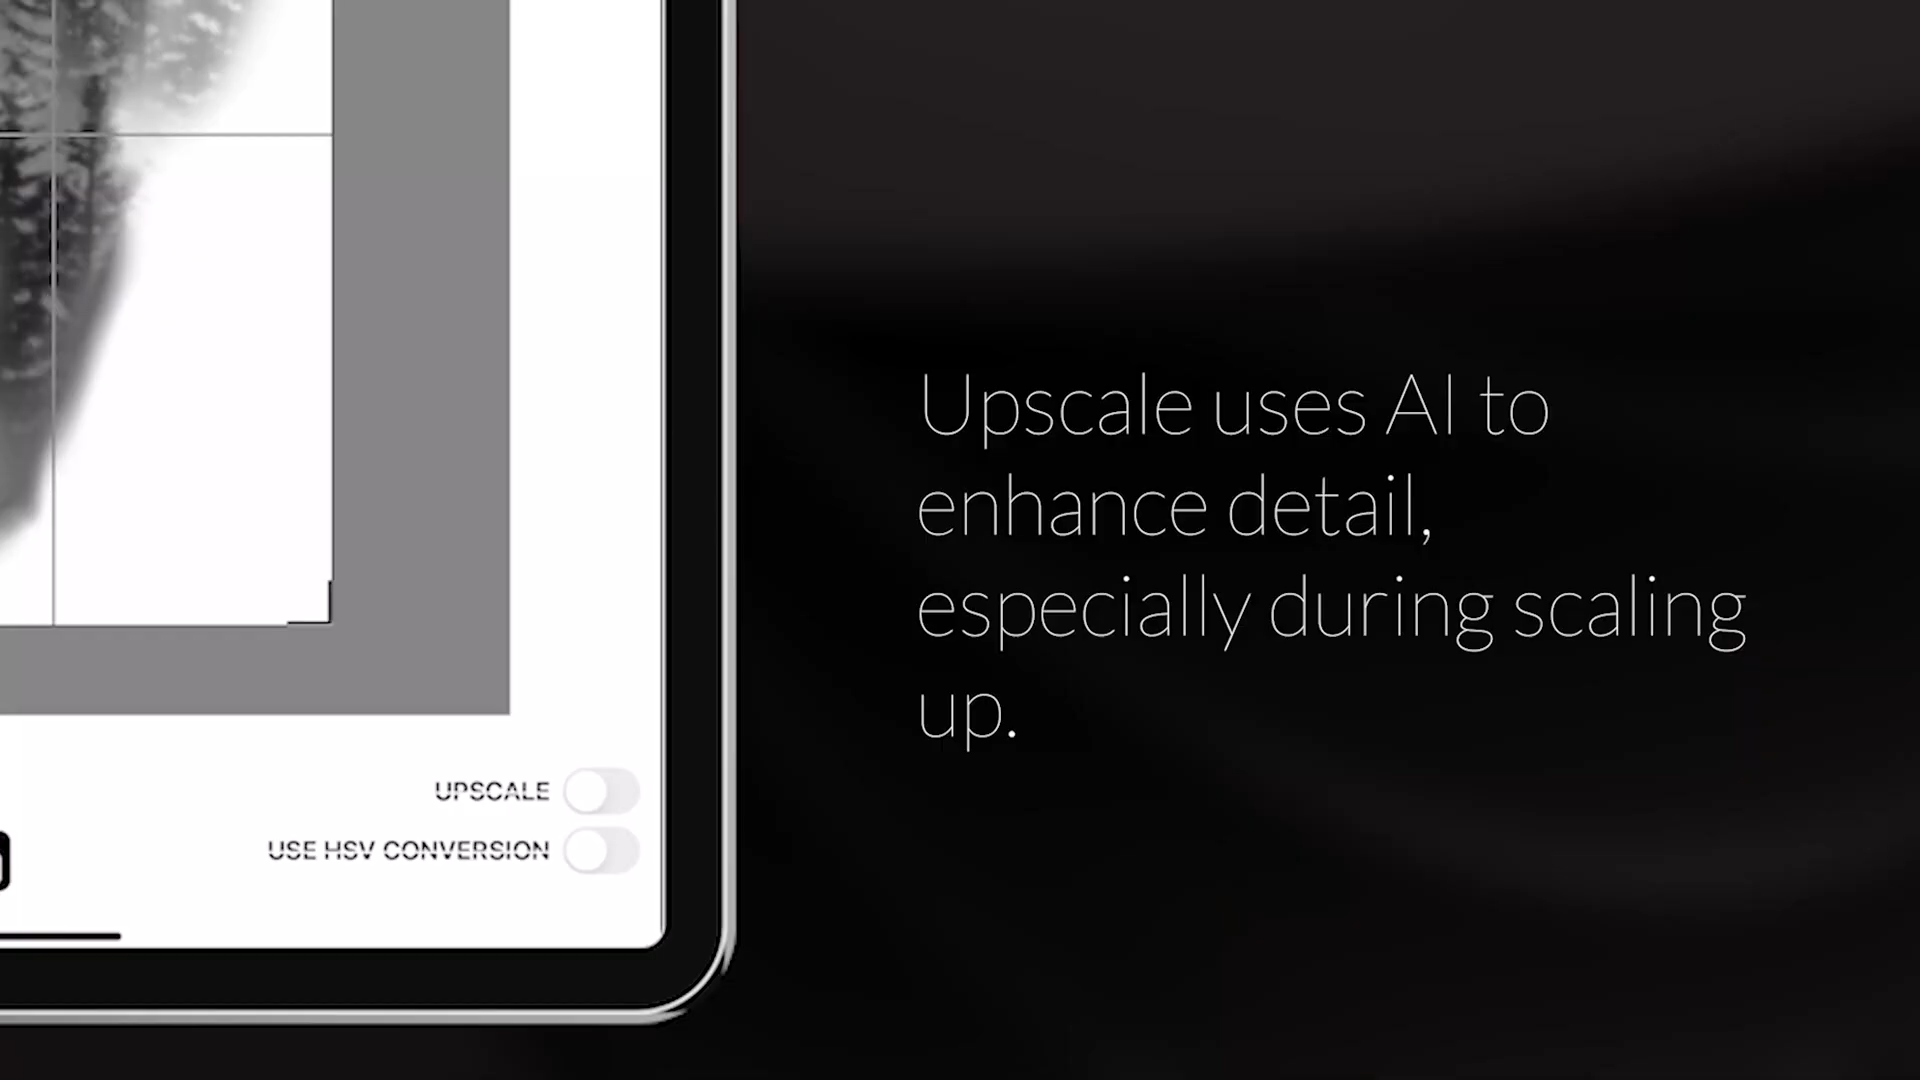 Upscale uses AI to
enhance detail,
especially during scaling
up.
UPSCALE
USE HSV CONVERSION